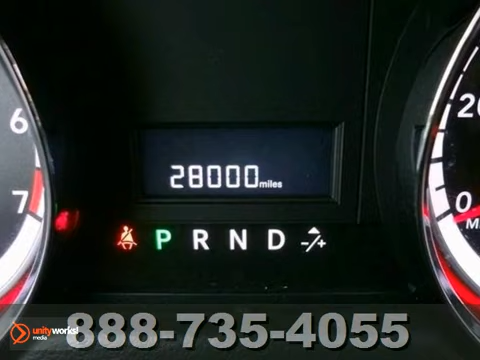 6
7
28000 miles
P R N D -/+
20
0
M
unityworks!
media
888-735-4055